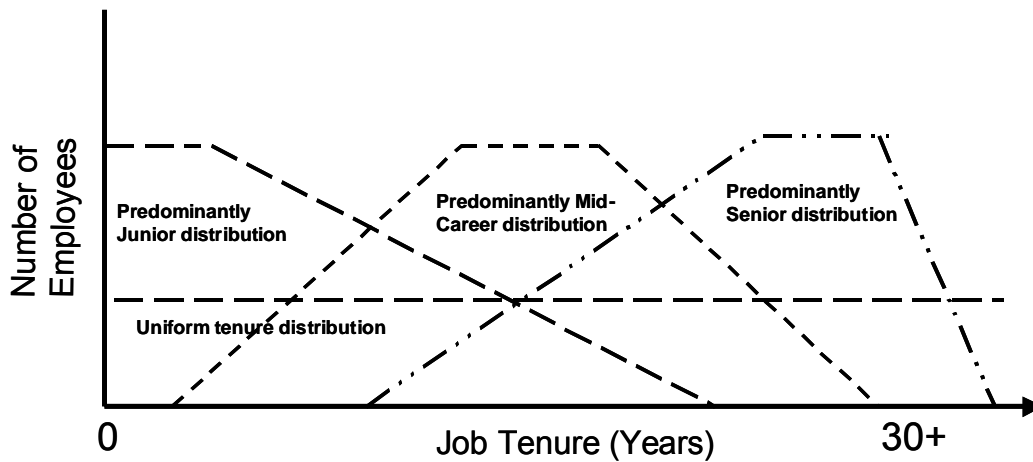 Number of
Employees
Predominantly
Junior distribution
Predominantly Mid-
Career distribution
Predominantly
Senior distribution
Uniform tenure distribution
0
Job Tenure (Years)
30+